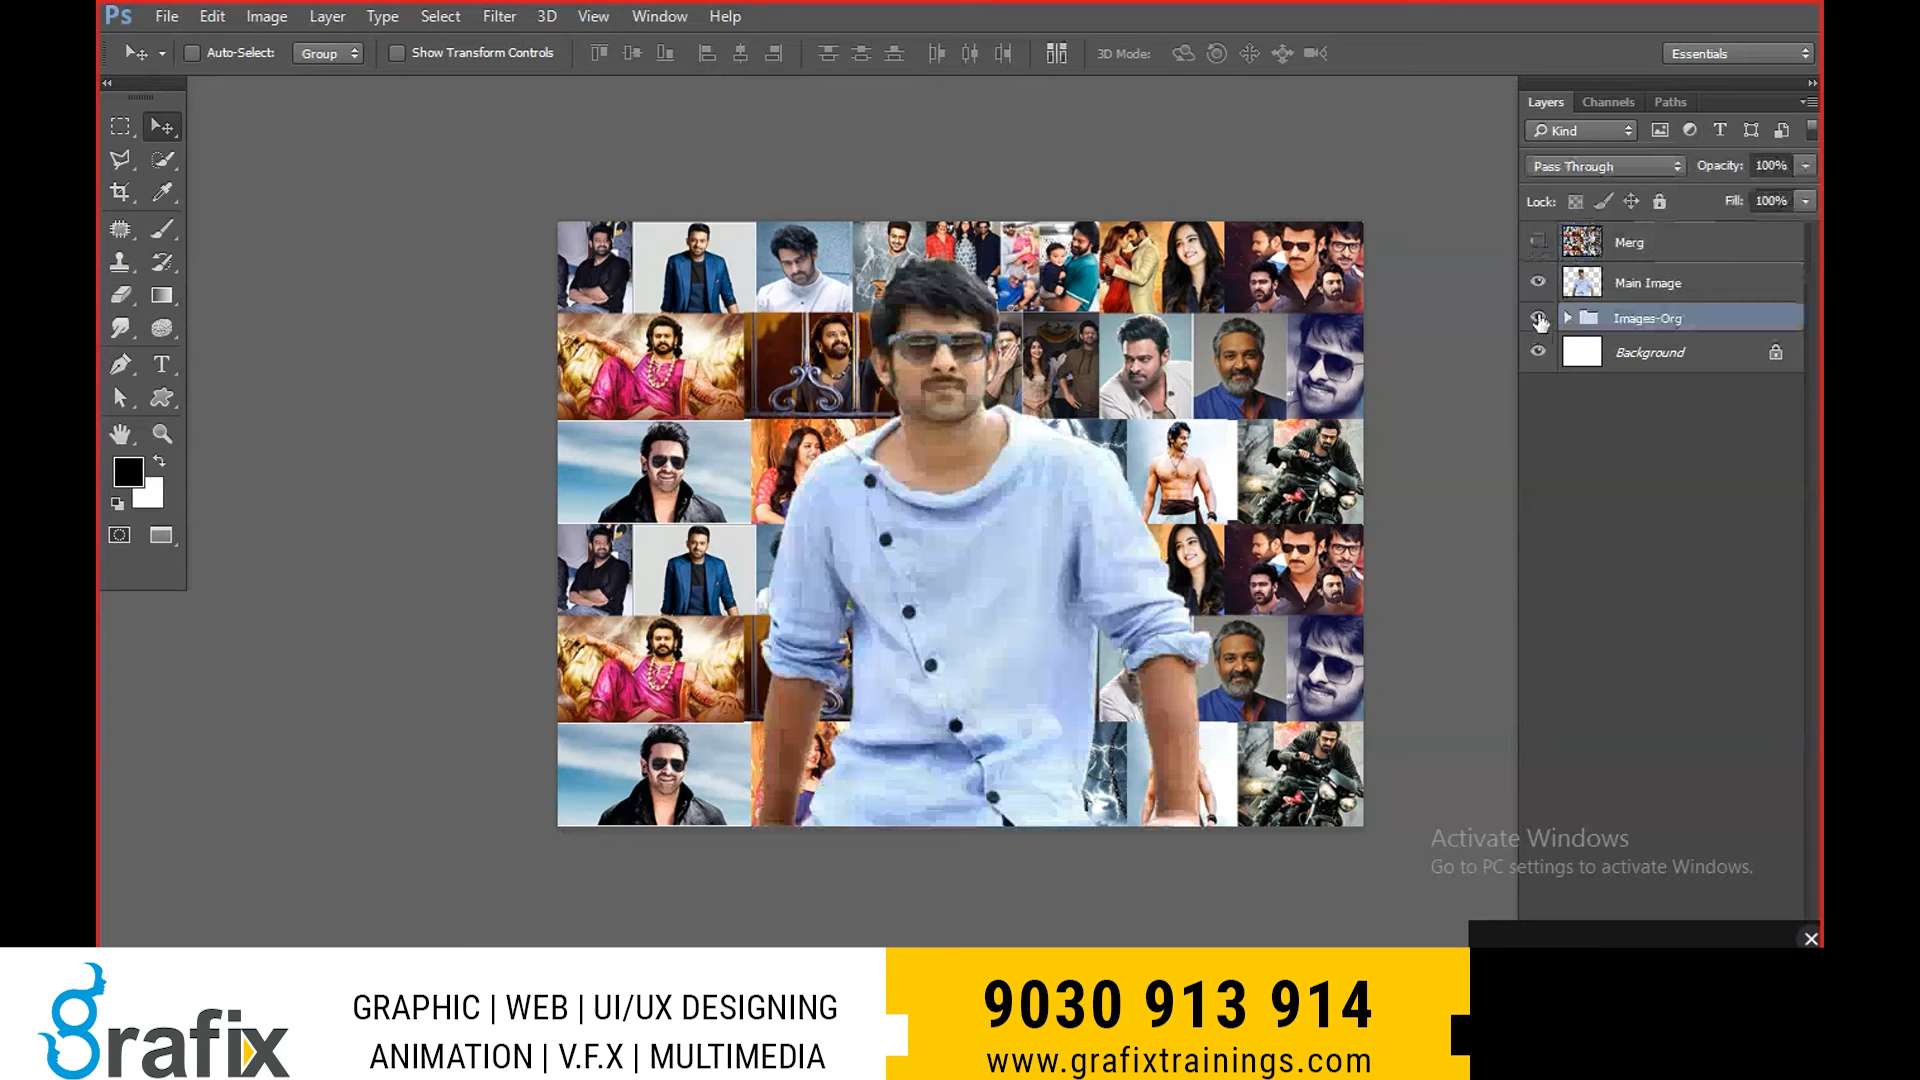 Ps File Edit Image Layer Type Select Filter 3D View Window Help
Auto-Select: Group Show Transform Controls 3D Mode: Essentials
Layers Channels Paths
Kind
Pass Through Opacity: 100%
Lock: Fill: 100%
Merg
Main Image
Images-Org
Background
Activate Windows
Go to PC settings to activate Windows.
grafix
GRAPHIC | WEB | UI/UX DESIGNING
ANIMATION | V.F.X | MULTIMEDIA
9030 913 914
www.grafixtrainings.com